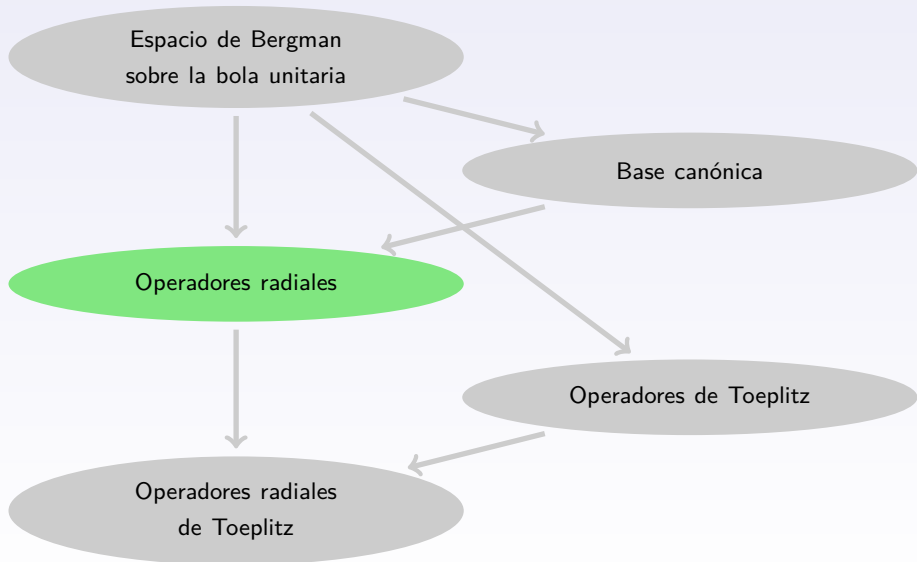 Espacio de Bergman
sobre la bola unitaria
Base canónica
Operadores radiales
Operadores de Toeplitz
Operadores radiales
de Toeplitz